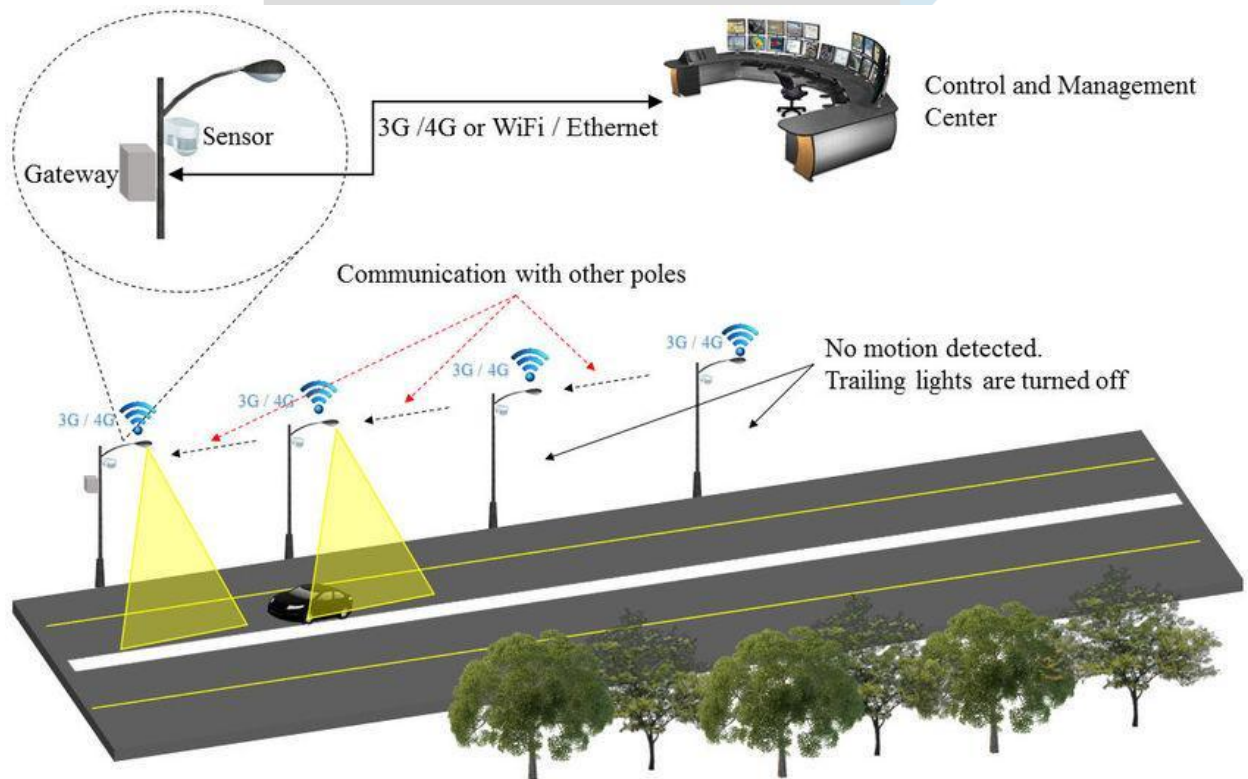 Control and Management
Center
3G /4G or WiFi / Ethernet
Sensor
Gateway
Communication with other poles
No motion detected.
Trailing lights are turned off
3G / 4G
3G / 4G
3G / 4G
3G / 4G